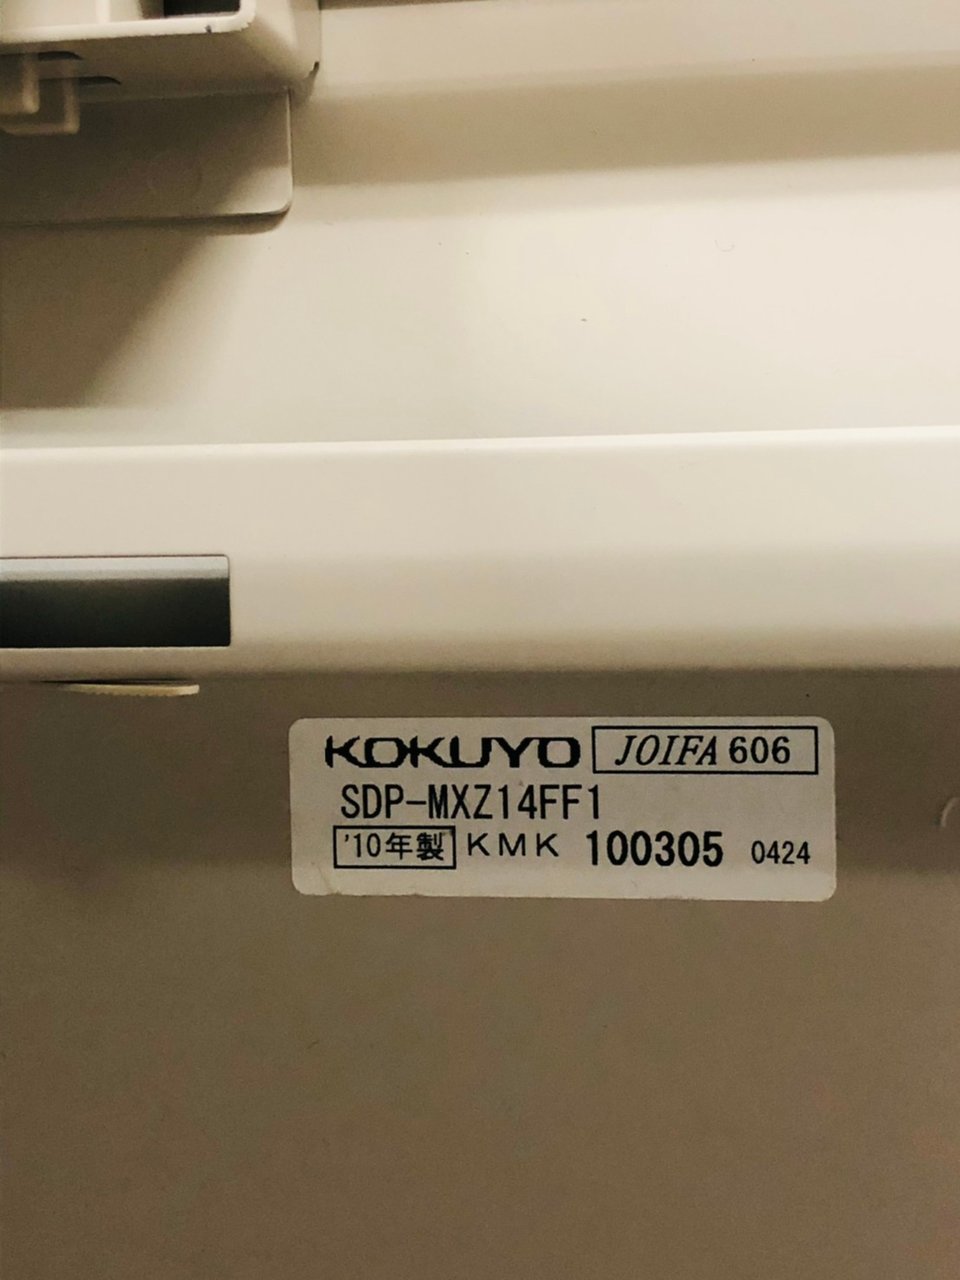 KOKUYO JOIFA 606
SDP-MXZ14FF1
'10年製 KMK 100305 0424